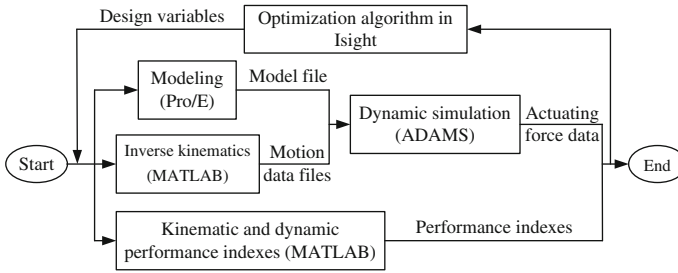 Design variables
Optimization algorithm in
Isight
Modeling
(Pro/E)
Model file
Dynamic simulation
(ADAMS)
Actuating
force data
Start
Inverse kinematics
(MATLAB)
Motion
data files
End
Kinematic and dynamic
performance indexes (MATLAB)
Performance indexes